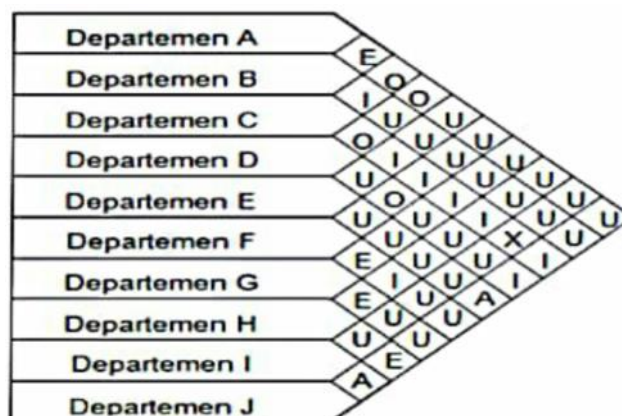 Departemen A
E
Departemen B O
I O
Departemen C U U
O U U
Departemen D I U U
U I U U
Departemen E O I U U
U U I U U
Departemen F U U X U
E U U I
Departemen G I U I
E U A
Departemen H U U
U U
Departemen I E
A
Departemen J